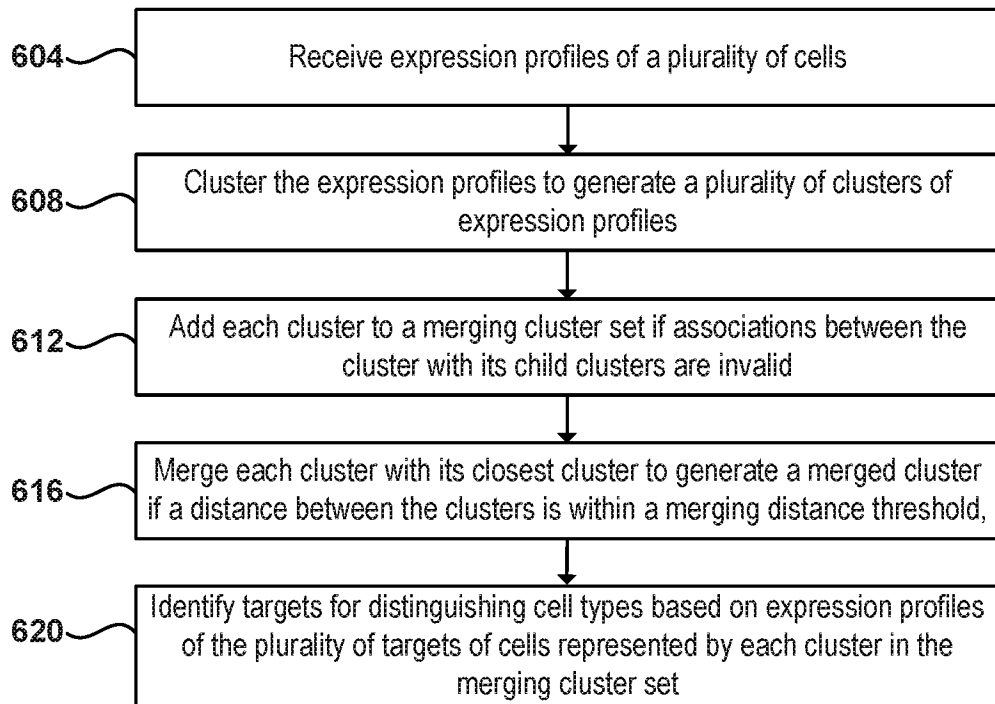 604
Receive expression profiles of a plurality of cells
608
Cluster the expression profiles to generate a plurality of clusters of
expression profiles
612
Add each cluster to a merging cluster set if associations between the
cluster with its child clusters are invalid
616
Merge each cluster with its closest cluster to generate a merged cluster
if a distance between the clusters is within a merging distance threshold,
620
Identify targets for distinguishing cell types based on expression profiles
of the plurality of targets of cells represented by each cluster in the
merging cluster set